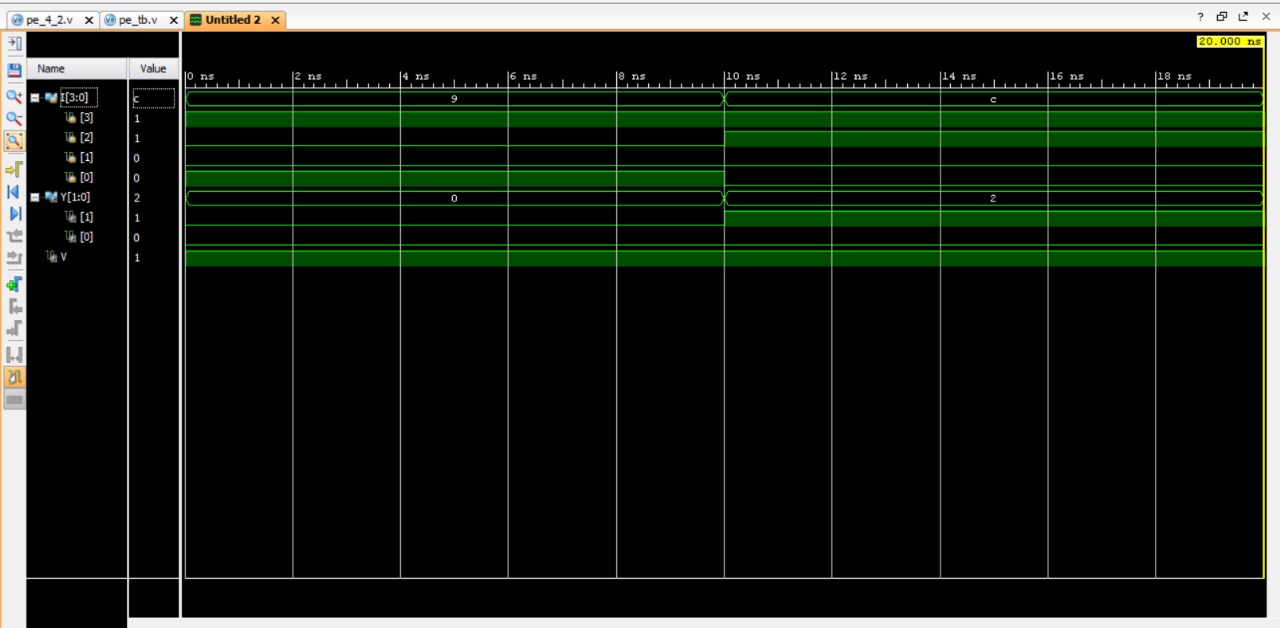 pe_4_2.v pe_tb.v Untitled 2
20.000 ns
Name Value
0 ns 2 ns 4 ns 6 ns 8 ns 10 ns 12 ns 14 ns 16 ns 18 ns
I[3:0] c 9 c
[3] 1
[2] 1
[1] 0
[0] 0
Y[1:0] 2 0 2
[1] 1
[0] 0
V 1